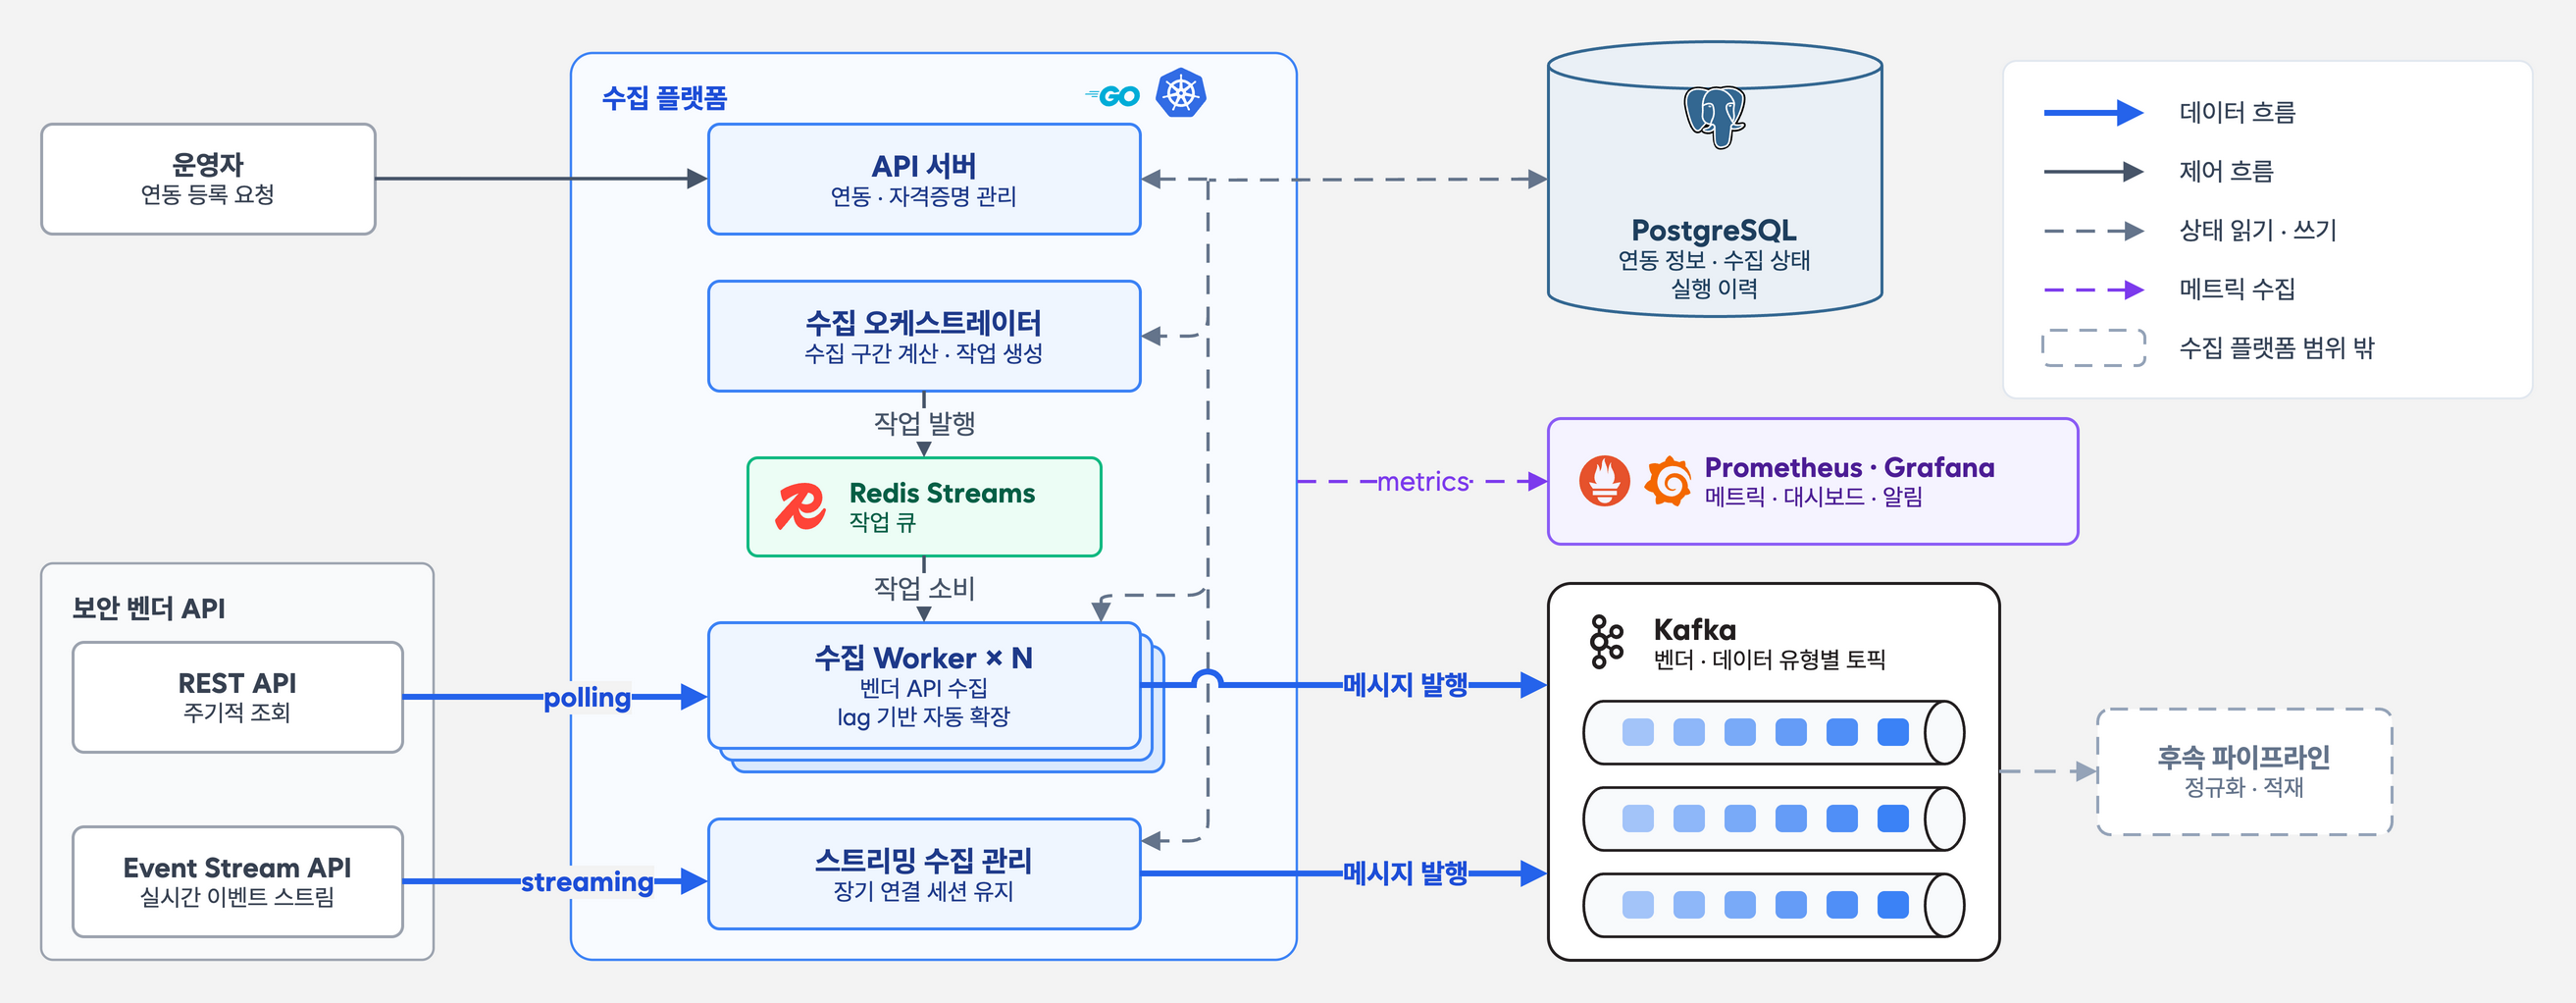 수집 플랫폼
GO
운영자
연동 등록 요청
API 서버
연동 · 자격증명 관리
수집 오케스트레이터
수집 구간 계산 · 작업 생성
작업 발행
Redis Streams
작업 큐
작업 소비
보안 벤더 API
REST API
주기적 조회
polling
수집 Worker × N
벤더 API 수집
lag 기반 자동 확장
메시지 발행
Event Stream API
실시간 이벤트 스트림
streaming
스트리밍 수집 관리
장기 연결 세션 유지
메시지 발행
PostgreSQL
연동 정보 · 수집 상태
실행 이력
metrics
Prometheus · Grafana
메트릭 · 대시보드 · 알림
Kafka
벤더 · 데이터 유형별 토픽
후속 파이프라인
정규화 · 적재
데이터 흐름
제어 흐름
상태 읽기 · 쓰기
메트릭 수집
수집 플랫폼 범위 밖